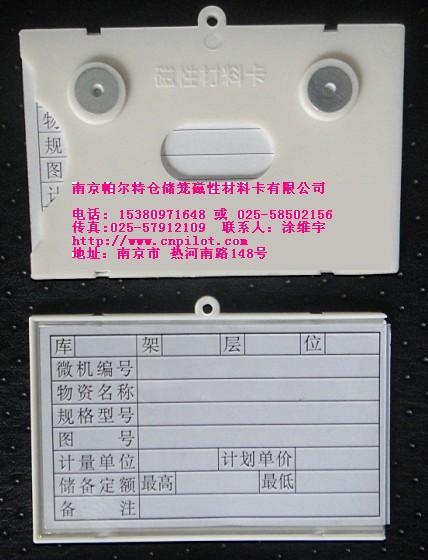 磁性材料卡
物
规
图
计
南京帕尔特仓储笼磁性材料卡有限公司
电话: 15380971648 或 025-58502156
传真:025-57912109 联系人: 涂维宇
http://www.cnpilot.com/
地址: 南京市 热河南路148号
库 架 层 位
微机编号
物资名称
规格型号
图 号
计量单位 计划单价
储备定额 最高 最低
备 注